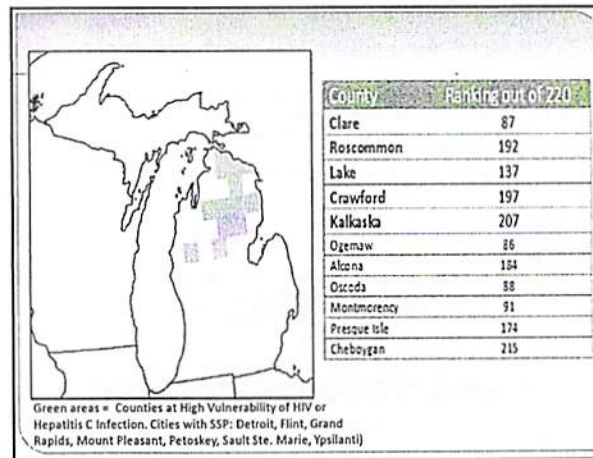 County Ranking out of 220
Clare 87
Roscommon 192
Lake 137
Crawford 197
Kalkaska 207
Ogemaw 86
Alcona 184
Oscoda 88
Montmorency 91
Presque Isle 174
Cheboygan 215
Green areas = Counties at High Vulnerability of HIV or
Hepatitis C Infection. Cities with SSP: Detroit, Flint, Grand
Rapids, Mount Pleasant, Petoskey, Sault Ste. Marie, Ypsilanti)